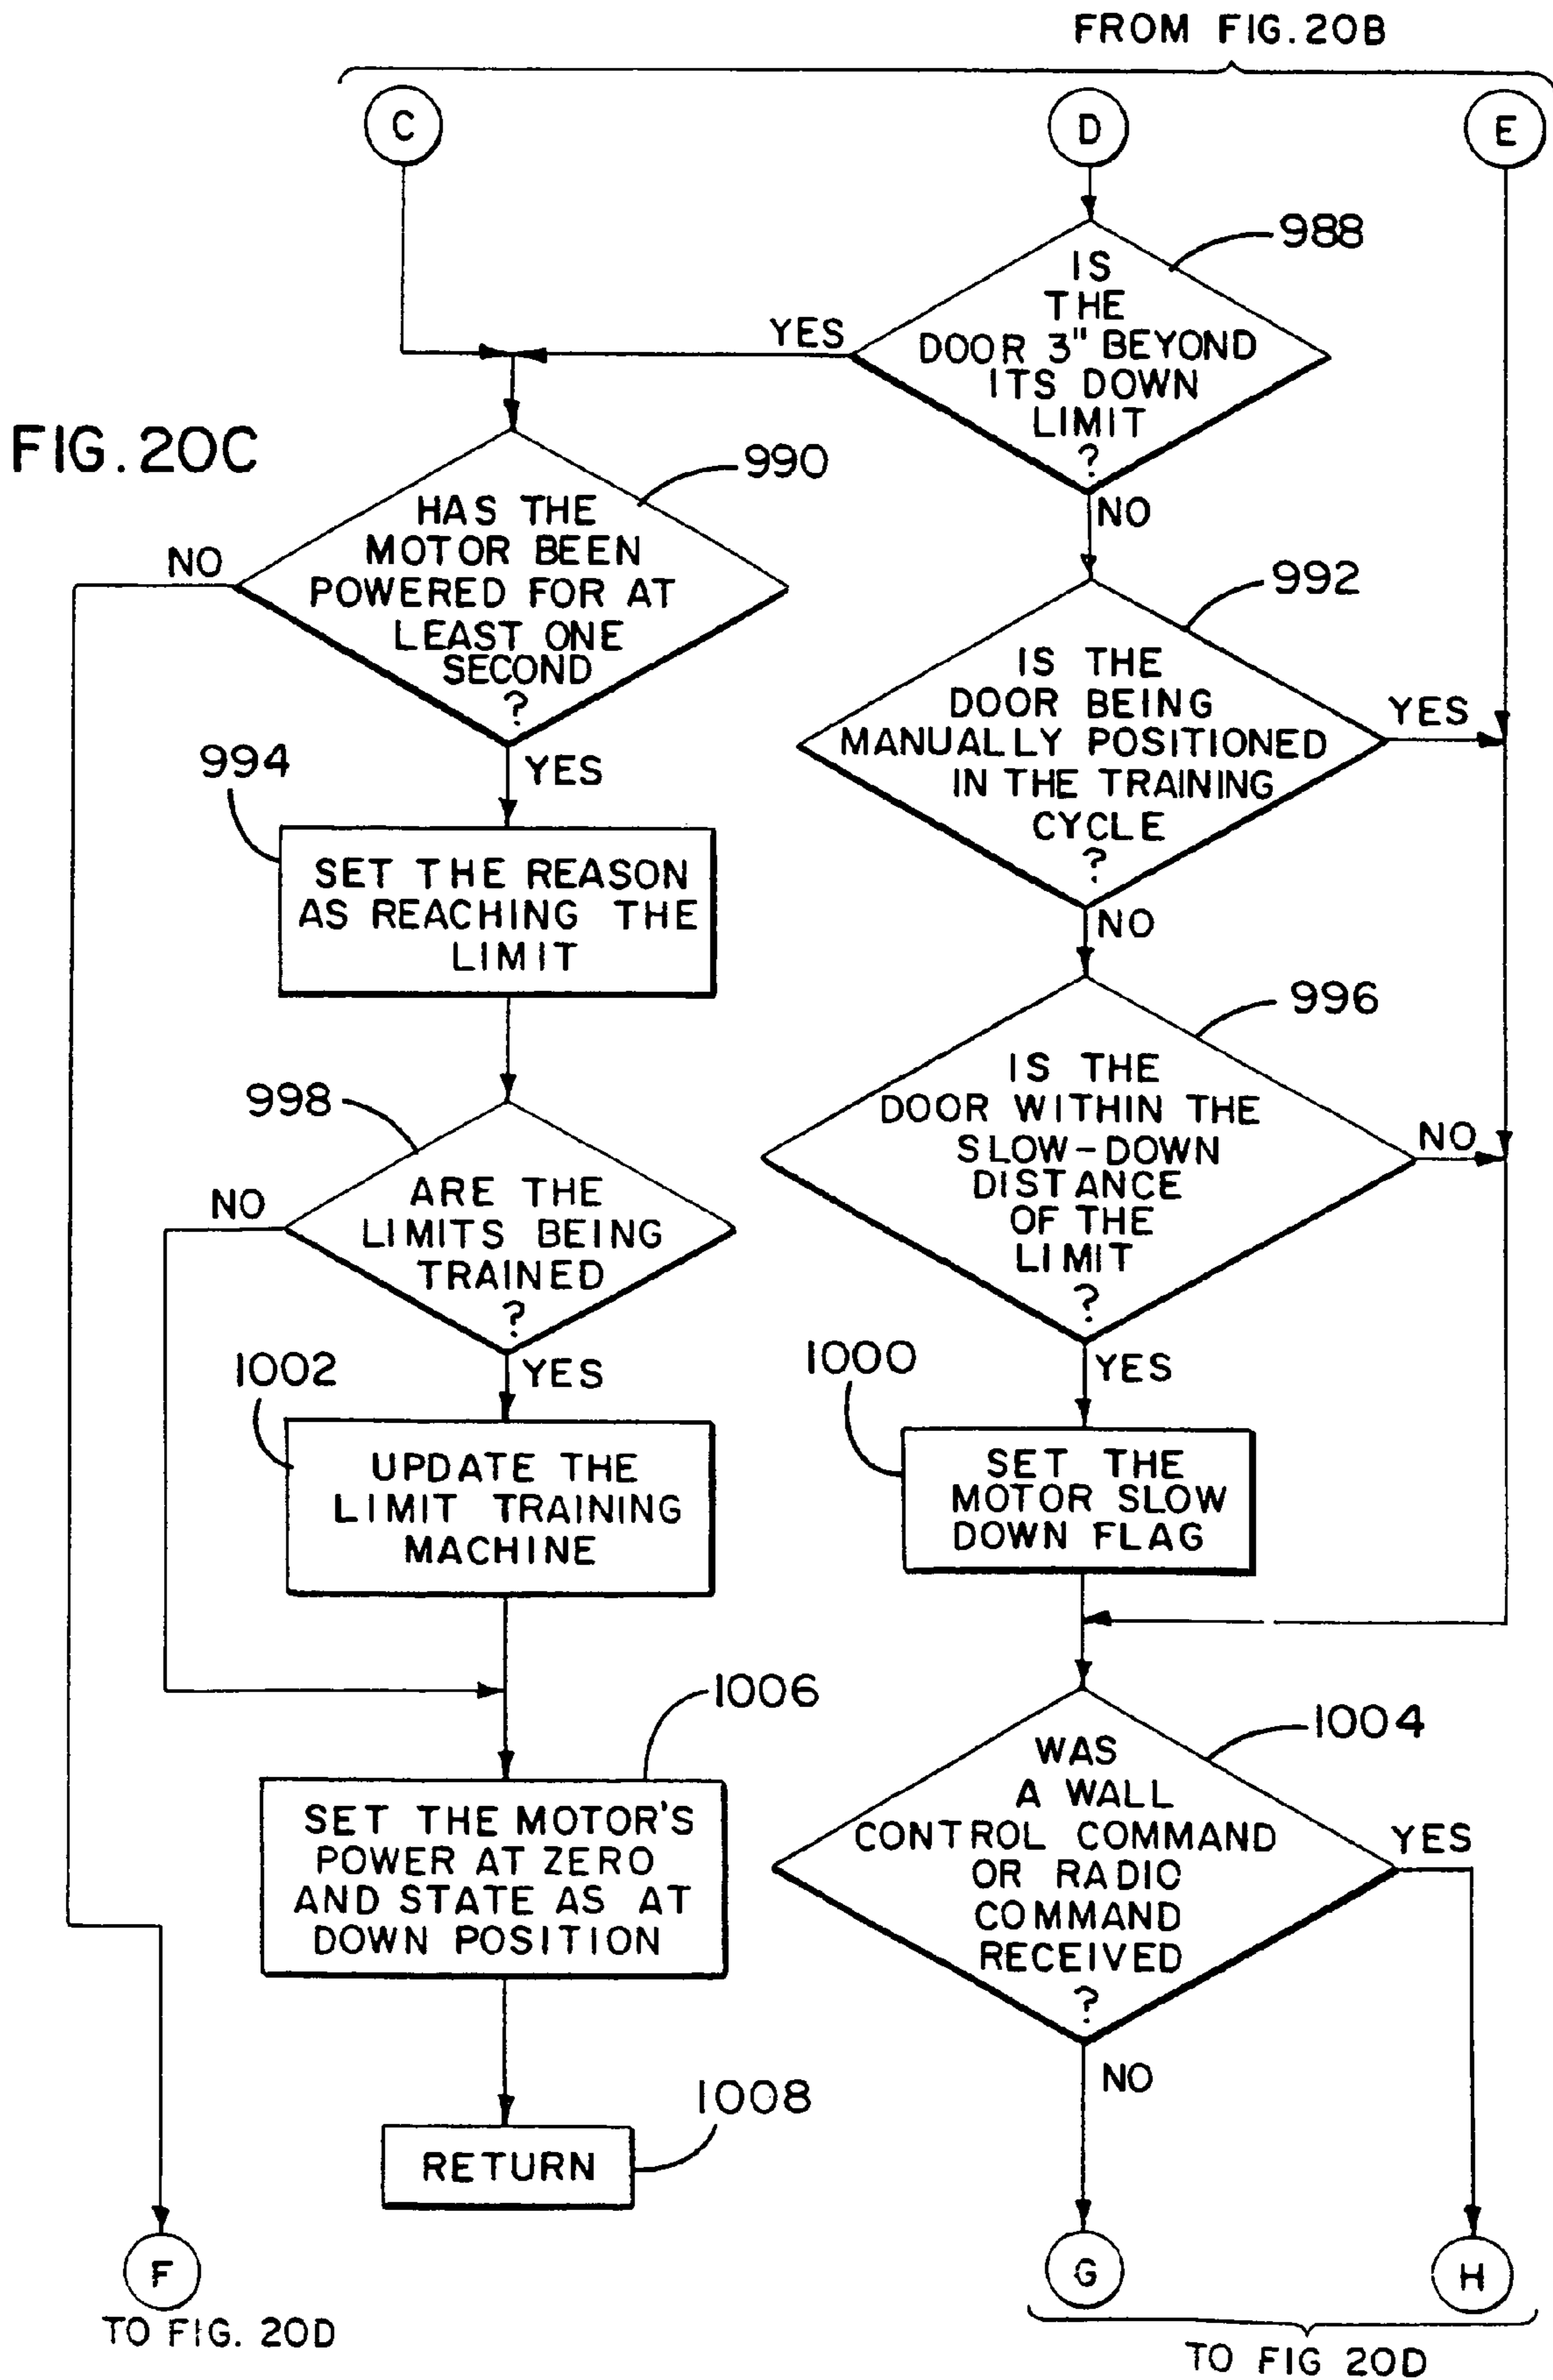 FROM FIG. 20B
C
D
E
988
IS
THE
DOOR 3" BEYOND
ITS DOWN
LIMIT
?
YES
NO
FIG. 20C
990
HAS THE
MOTOR BEEN
POWERED FOR AT
LEAST ONE
SECOND
?
NO
YES
992
IS THE
DOOR BEING
MANUALLY POSITIONED
IN THE TRAINING
CYCLE
?
YES
NO
994
SET THE REASON
AS REACHING THE
LIMIT
996
IS THE
DOOR WITHIN THE
SLOW-DOWN
DISTANCE
OF THE
LIMIT
?
NO
YES
998
ARE THE
LIMITS BEING
TRAINED
?
NO
YES
1000
SET THE
MOTOR SLOW
DOWN FLAG
1002
UPDATE THE
LIMIT TRAINING
MACHINE
1004
WAS
A WALL
CONTROL COMMAND
OR RADIO
COMMAND
RECEIVED
?
YES
NO
1006
SET THE MOTOR'S
POWER AT ZERO
AND STATE AS AT
DOWN POSITION
1008
RETURN
F
TO FIG. 20D
G
H
TO FIG 20D